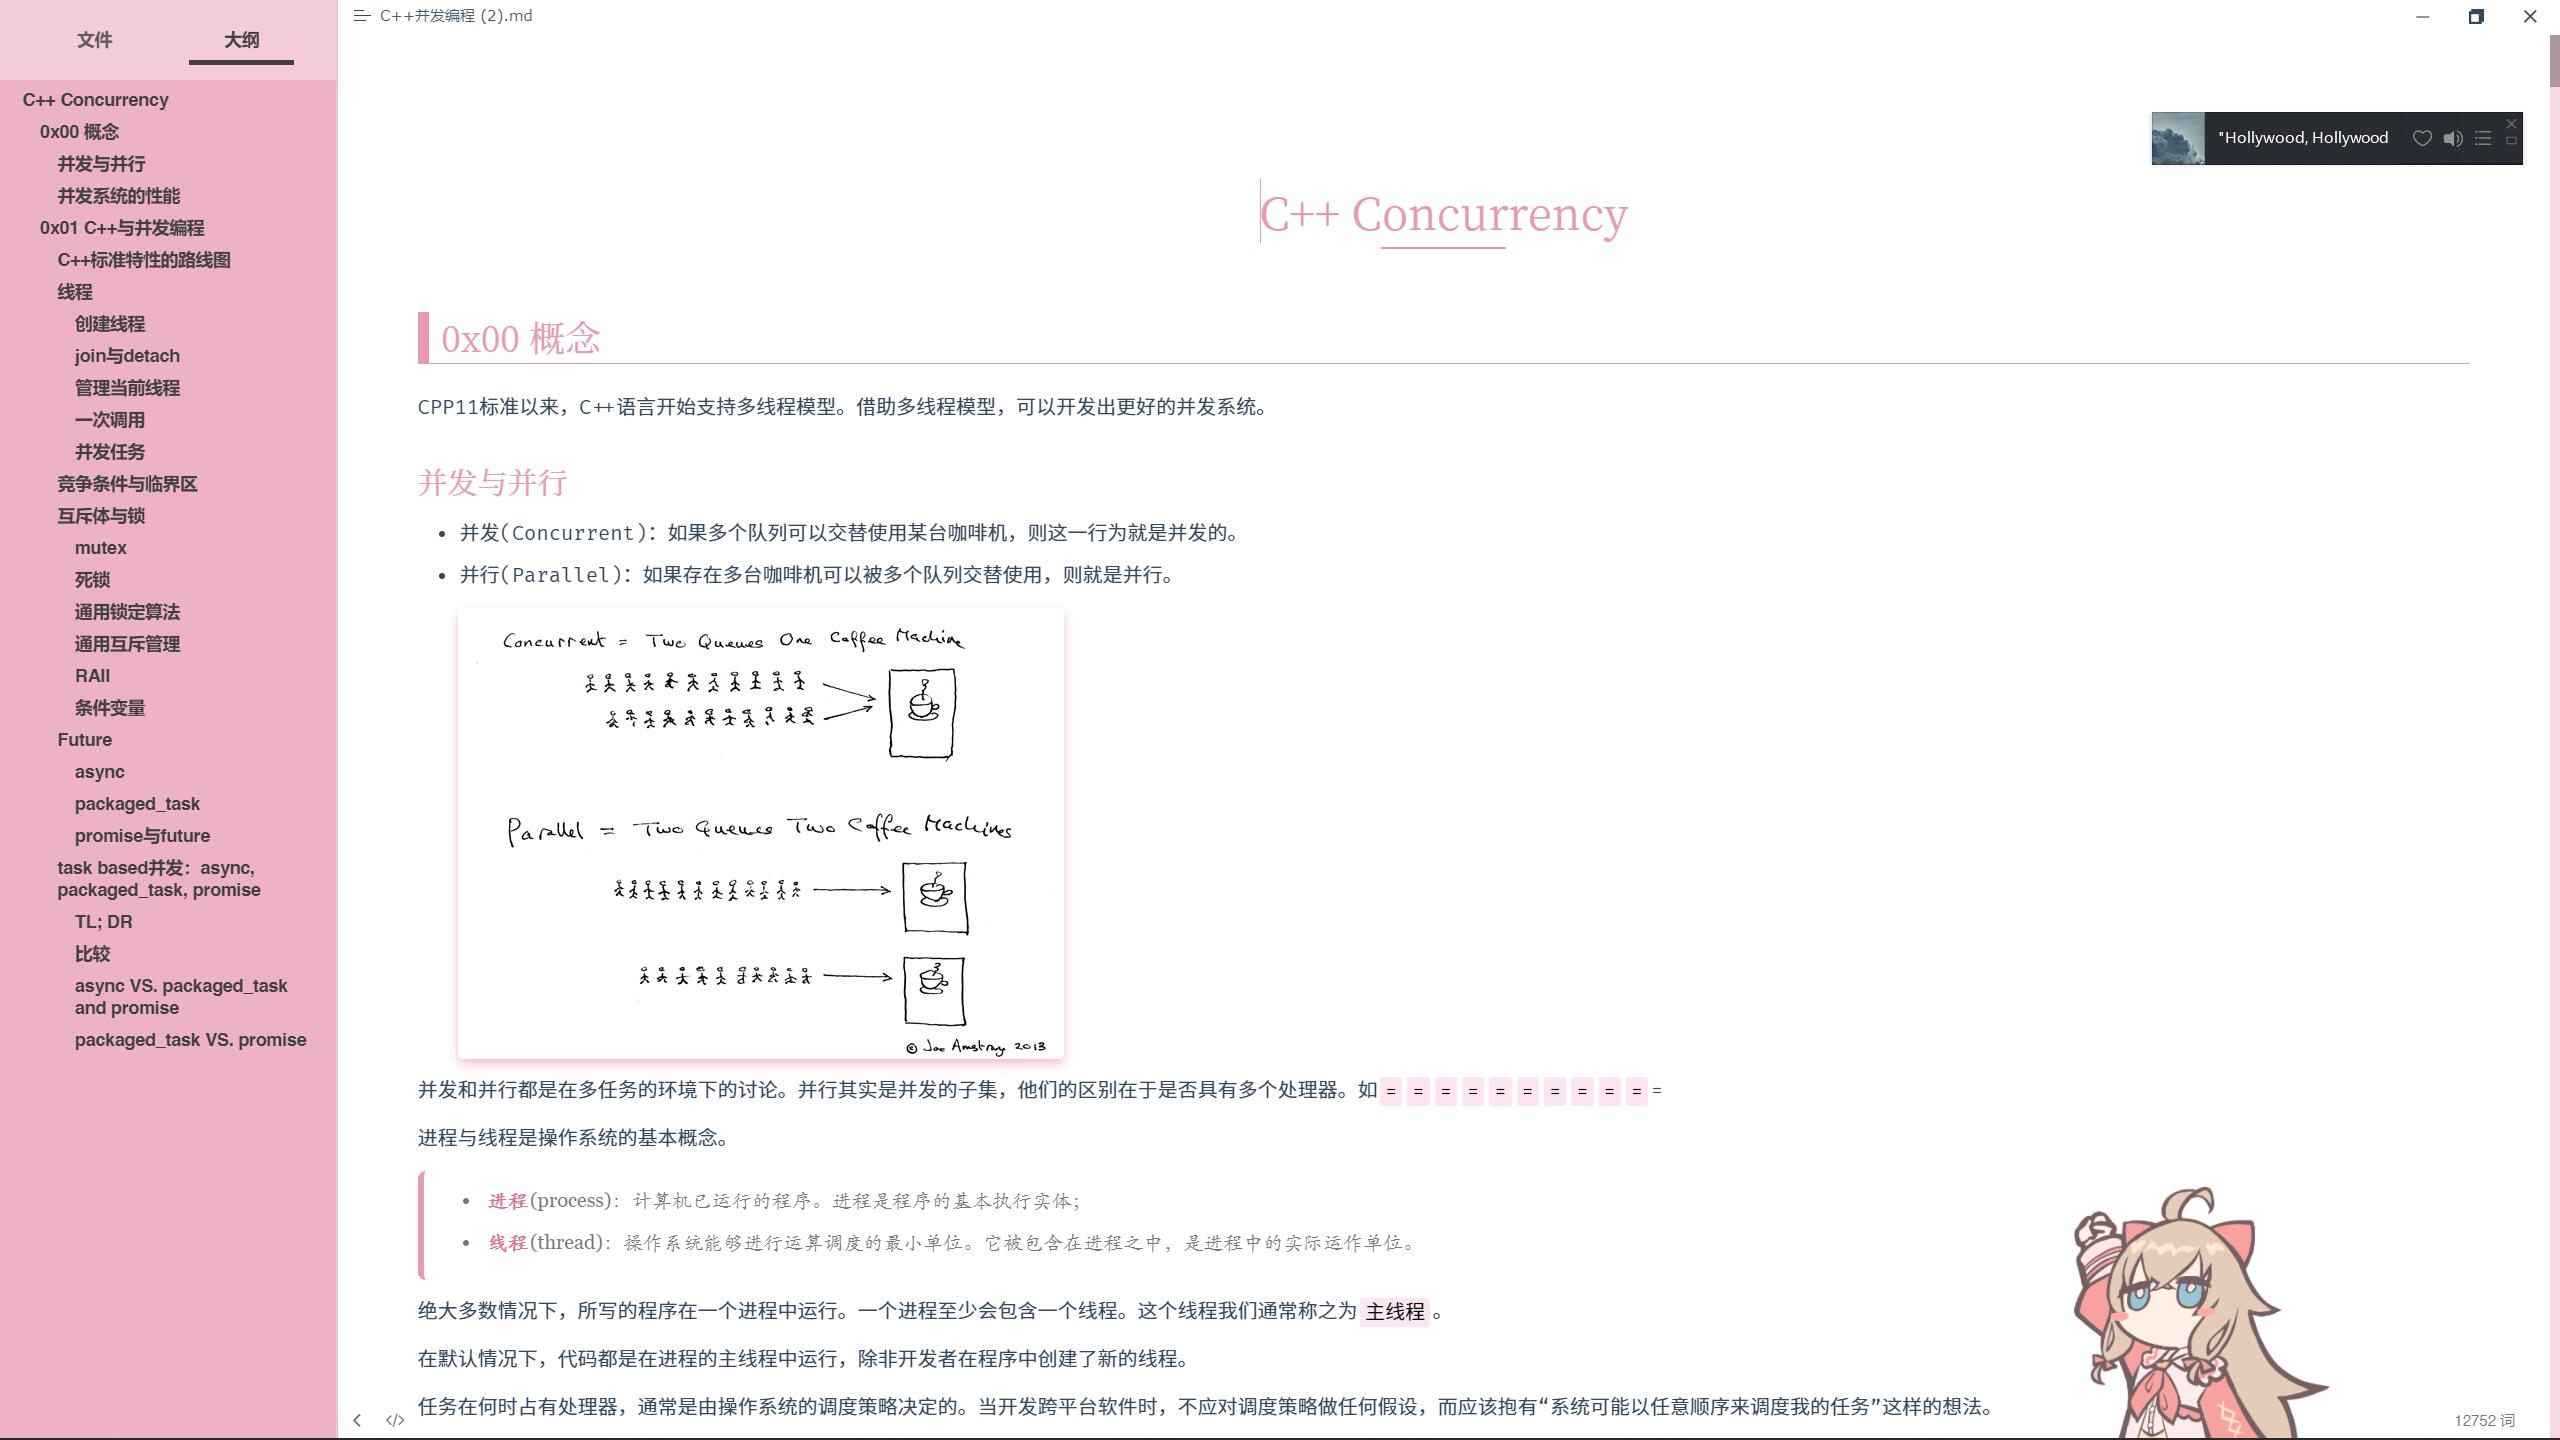 文件
大纲
C++ Concurrency
0x00 概念
并发与并行
并发系统的性能
0x01 C++与并发编程
C++标准特性的路线图
线程
创建线程
join与detach
管理当前线程
一次调用
并发任务
竞争条件与临界区
互斥体与锁
mutex
死锁
通用锁定算法
通用互斥管理
RAII
条件变量
Future
async
packaged_task
promise与future
task based并发：async,
packaged_task, promise
TL; DR
比较
async VS. packaged_task
and promise
packaged_task VS. promise
C++并发编程 (2).md
"Hollywood, Hollywood
C++ Concurrency
0x00 概念
CPP11标准以来，C++语言开始支持多线程模型。借助多线程模型，可以开发出更好的并发系统。
并发与并行
并发(Concurrent)：如果多个队列可以交替使用某台咖啡机，则这一行为就是并发的。
并行(Parallel)：如果存在多台咖啡机可以被多个队列交替使用，则就是并行。
Concurrent = Two Queues One Coffee Machine
Parallel = Two Queues Two Coffee Machines
© Joe Armstrong 2013
并发和并行都是在多任务的环境下的讨论。并行其实是并发的子集，他们的区别在于是否具有多个处理器。如 = = = = = = = = = = =
进程与线程是操作系统的基本概念。
进程(process)：计算机已运行的程序。进程是程序的基本执行实体；
线程(thread)：操作系统能够进行运算调度的最小单位。它被包含在进程之中，是进程中的实际运作单位。
绝大多数情况下，所写的程序在一个进程中运行。一个进程至少会包含一个线程。这个线程我们通常称之为 主线程 。
在默认情况下，代码都是在进程的主线程中运行，除非开发者在程序中创建了新的线程。
任务在何时占有处理器，通常是由操作系统的调度策略决定的。当开发跨平台软件时，不应对调度策略做任何假设，而应该抱有“系统可能以任意顺序来调度我的任务”这样的想法。
12752 词